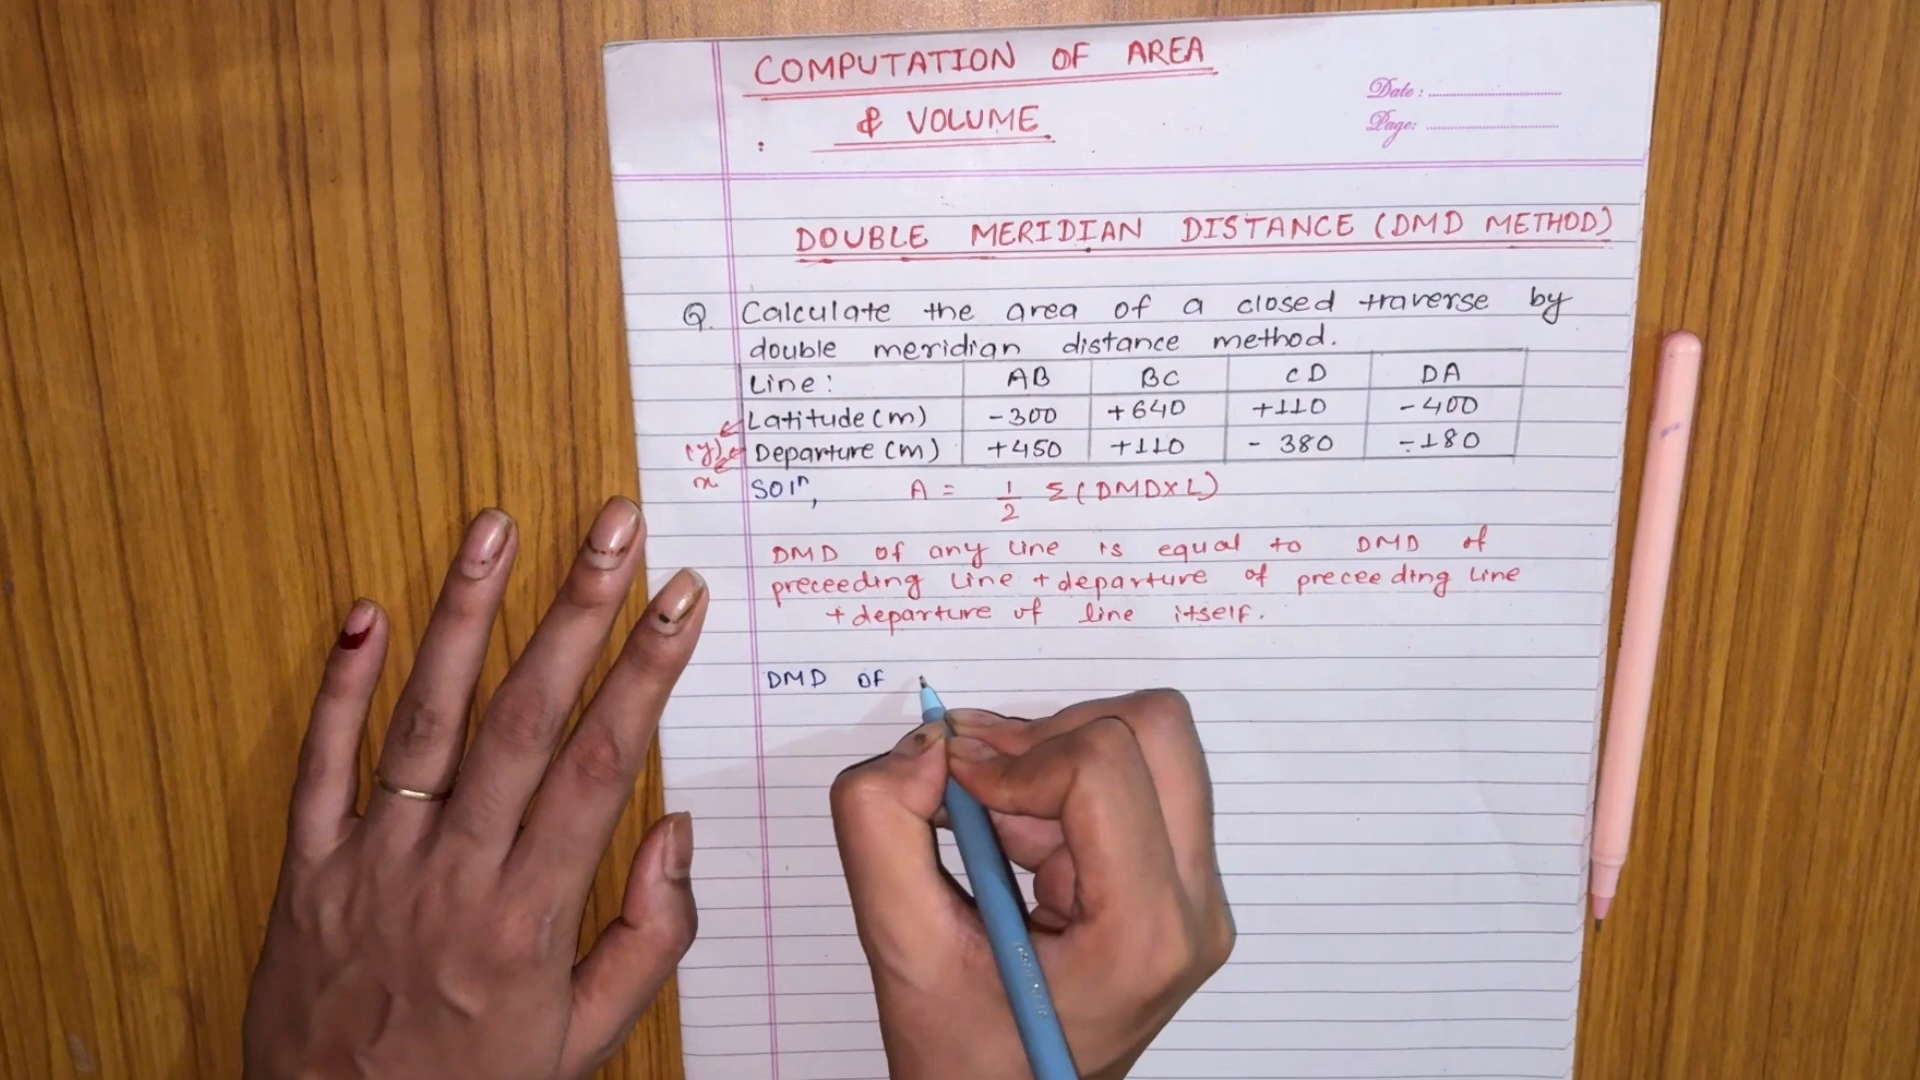 COMPUTATION OF AREA
& VOLUME
Date:
Page:
DOUBLE MERIDIAN DISTANCE (DMD METHOD)
Q. Calculate the area of a closed traverse by
double meridian distance method.
Line: AB BC CD DA
Latitude (m) -300 +640 +110 -400
(y) Departure (m) +450 +110 - 380 -180
x Solⁿ, A = 1/2 Σ(DMD×L)
DMD of any line is equal to DMD of
preceeding line + departure of preceeding line
+ departure of line itself.
DMD OF